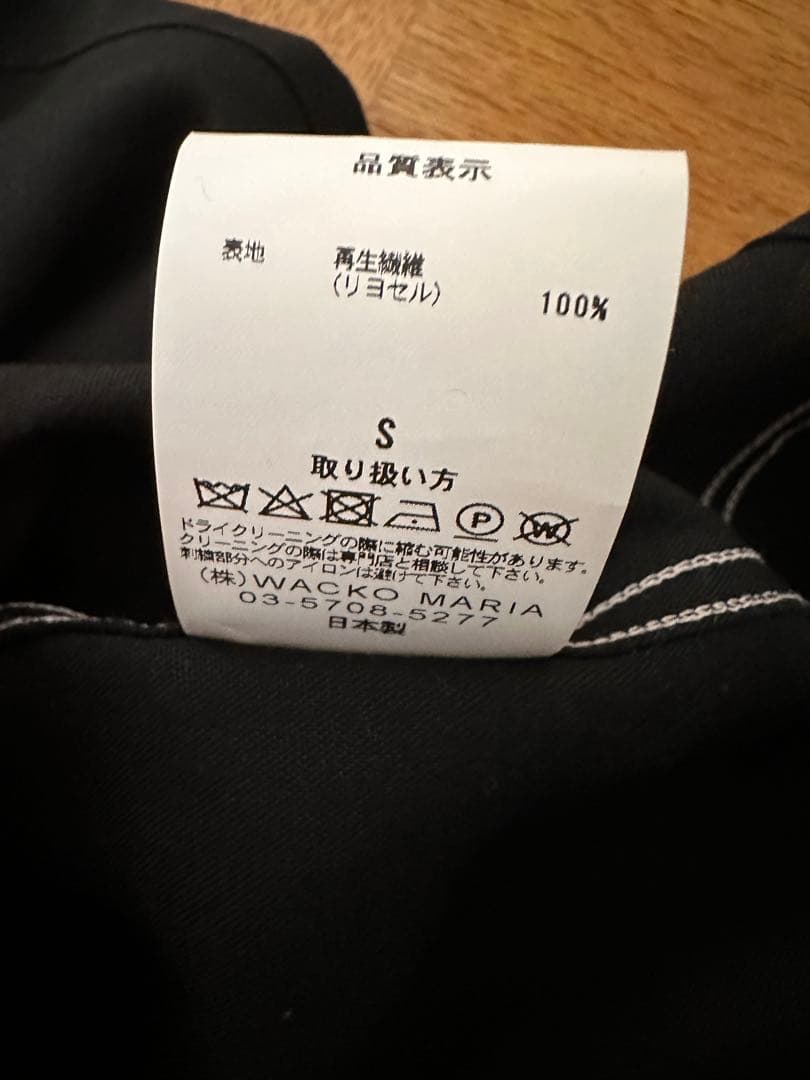 品質表示
表地 再生繊維
(リヨセル) 100%
S
取り扱い方
P W
ドライクリーニングの際に縮む可能性があります。
クリーニングの際は専門店と相談して下さい。
刺繍部分へのアイロンは避けて下さい。
(株)WACKO MARIA
03-5708-5277
日本製